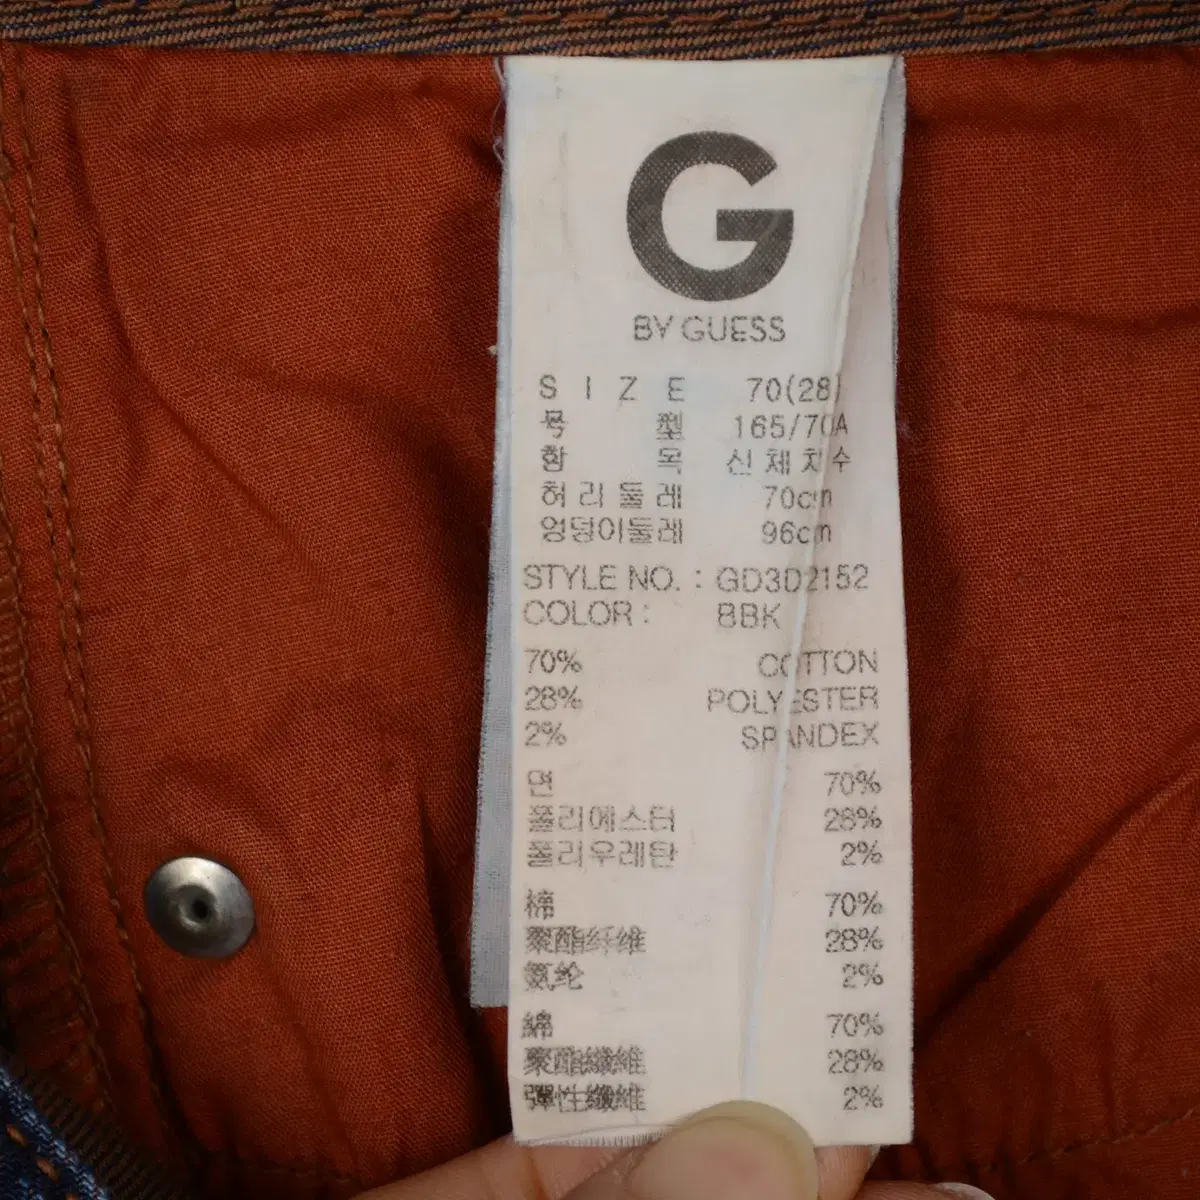 G
BY GUESS
SIZE 70(28)
号型 165/70A
항목 신체치수
허리둘레 70cm
엉덩이둘레 96cm
STYLE NO. : GD3D2152
COLOR : BBK
70% COTTON
28% POLYESTER
2% SPANDEX
면 70%
폴리에스터 28%
폴리우레탄 2%
棉 70%
聚酯纤维 28%
氨纶 2%
綿 70%
聚酯纖維 28%
彈性纖維 2%